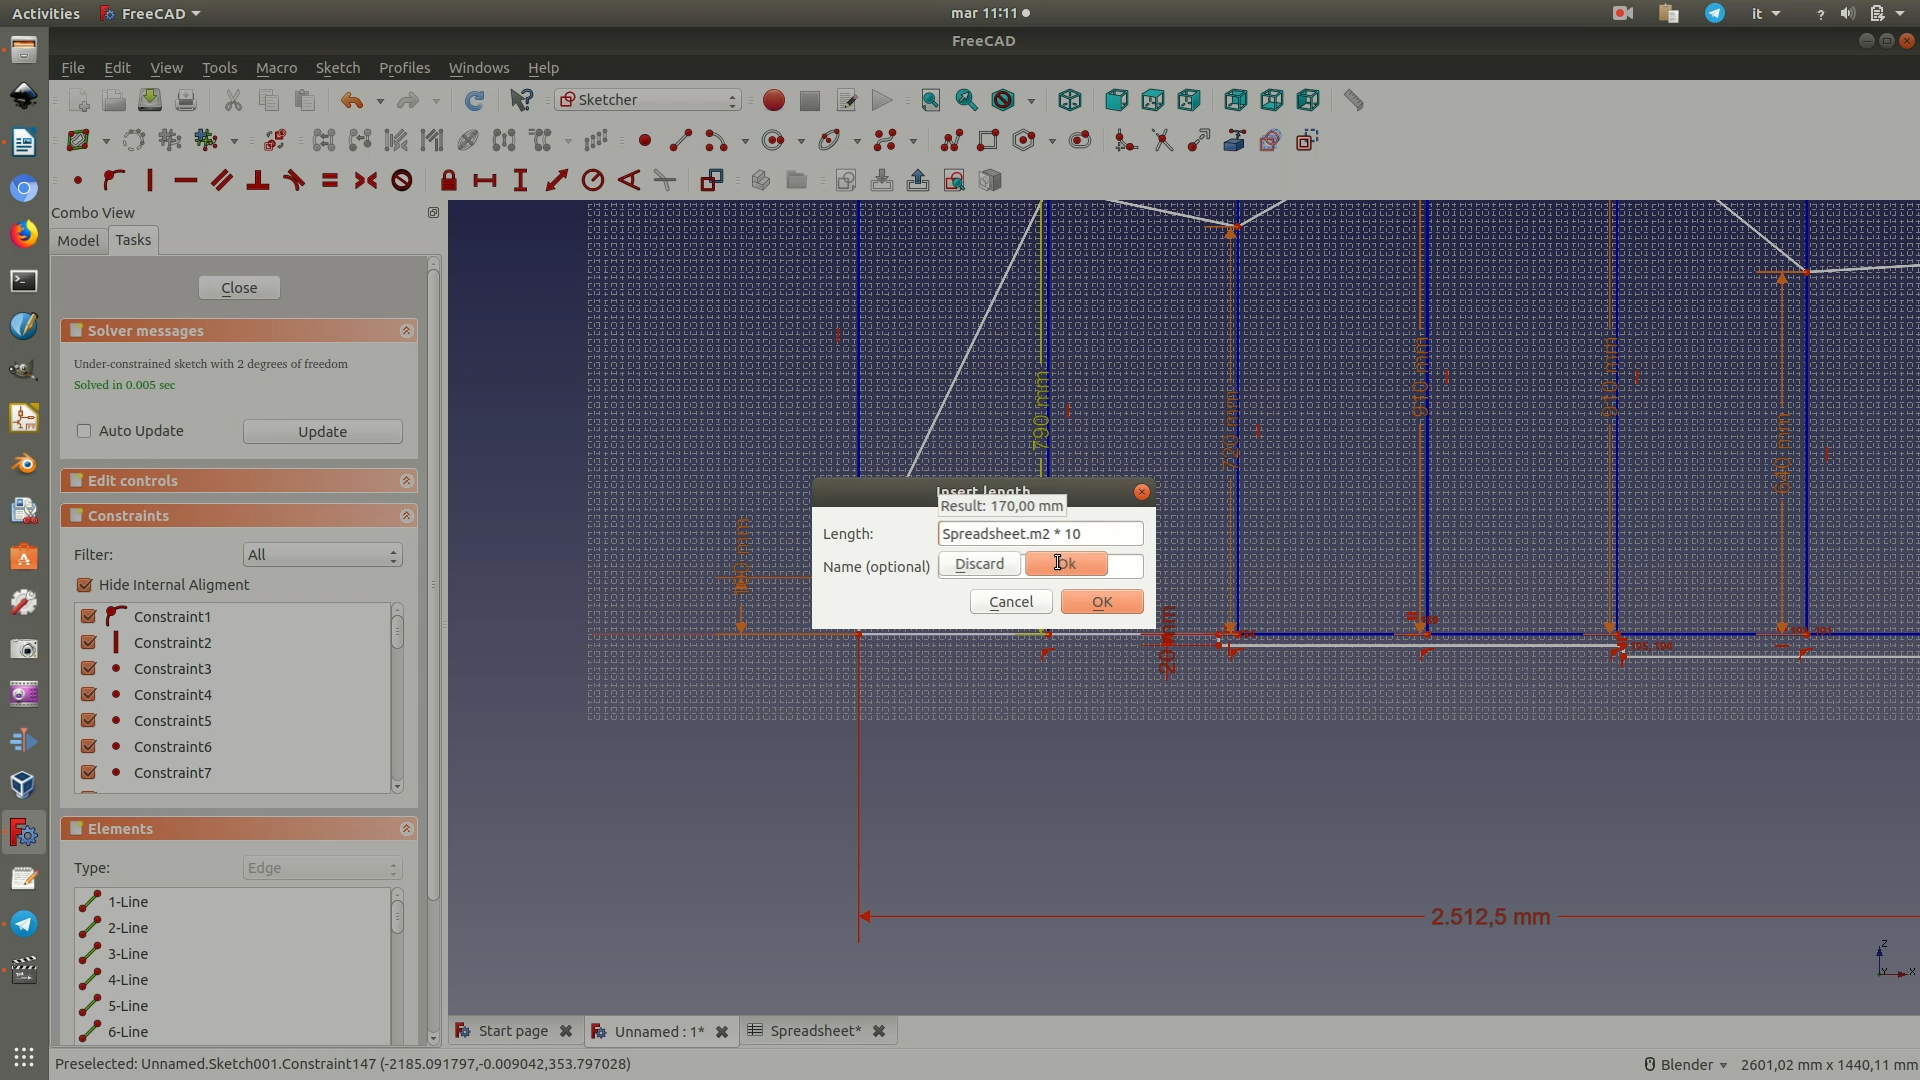 Activities
FreeCAD
mar 11:11
it
FreeCAD
File
Edit
View
Tools
Macro
Sketch
Profiles
Windows
Help
Sketcher
Combo View
Model
Tasks
Close
Solver messages
Under-constrained sketch with 2 degrees of freedom
Solved in 0.005 sec
Auto Update
Update
Edit controls
Constraints
Filter:
All
Hide Internal Aligment
Constraint1
Constraint2
Constraint3
Constraint4
Constraint5
Constraint6
Constraint7
Elements
Type:
Edge
1-Line
2-Line
3-Line
4-Line
5-Line
6-Line
790 mm
720 mm
910 mm
910 mm
640 mm
Insert length
Result: 170,00 mm
Length:
Spreadsheet.m2 * 10
Name (optional)
Discard
Ok
Cancel
OK
2.512,5 mm
z
Y
x
Start page
Unnamed : 1*
Spreadsheet*
Preselected: Unnamed.Sketch001.Constraint147 (-2185.091797,-0.009042,353.797028)
Blender
2601,02 mm x 1440,11 mm